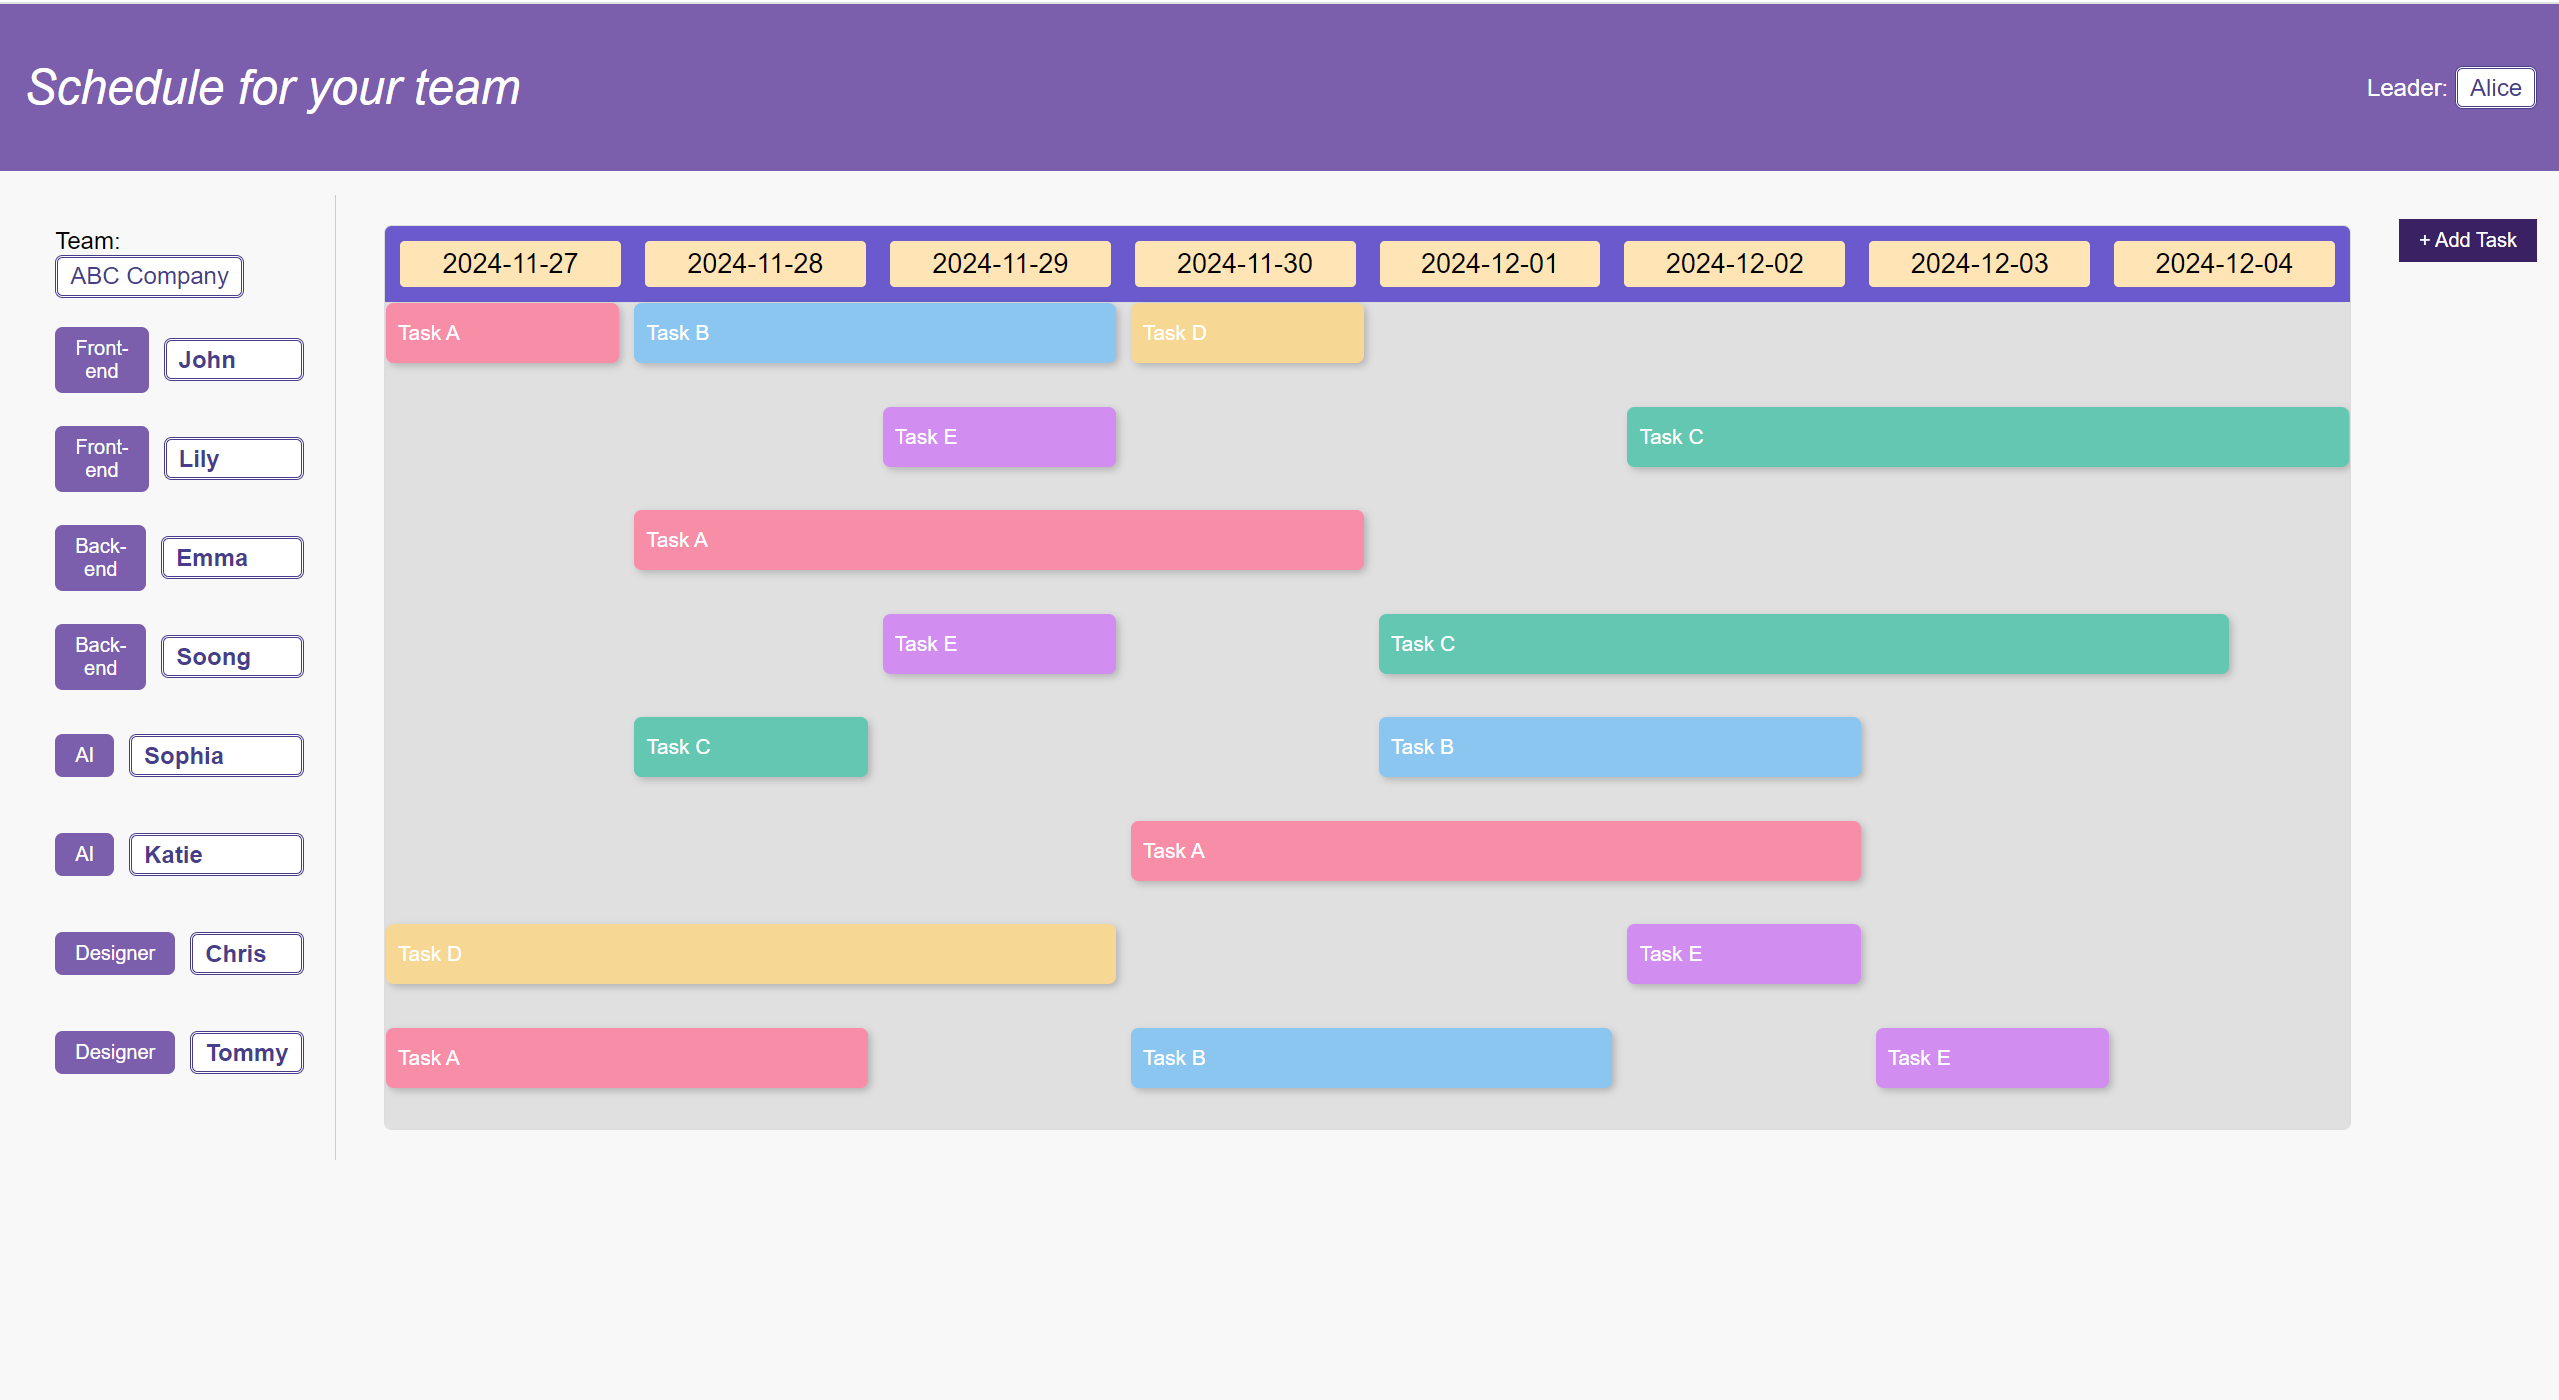 Schedule for your team
Leader: Alice
Team:
ABC Company
2024-11-27 2024-11-28 2024-11-29 2024-11-30 2024-12-01 2024-12-02 2024-12-03 2024-12-04
+ Add Task
Front-
end
John
Task A Task B Task D
Front-
end
Lily
Task E Task C
Back-
end
Emma
Task A
Back-
end
Soong
Task E Task C
AI Sophia
Task C Task B
AI Katie
Task A
Designer Chris
Task D Task E
Designer Tommy
Task A Task B Task E